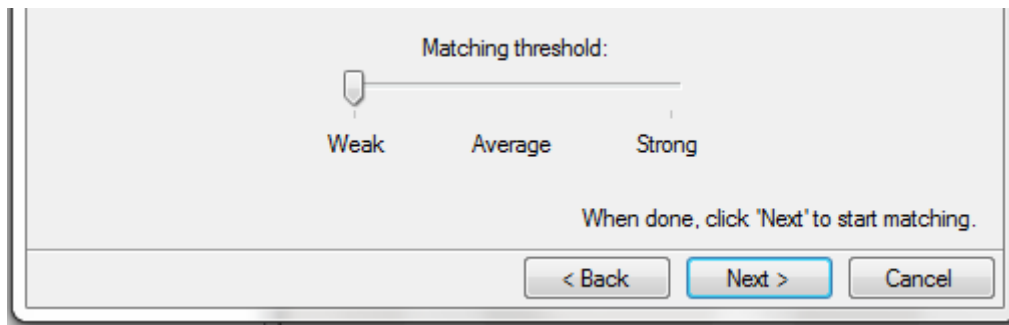 Matching threshold:
Weak Average Strong
When done, click 'Next' to start matching.
< Back Next > Cancel